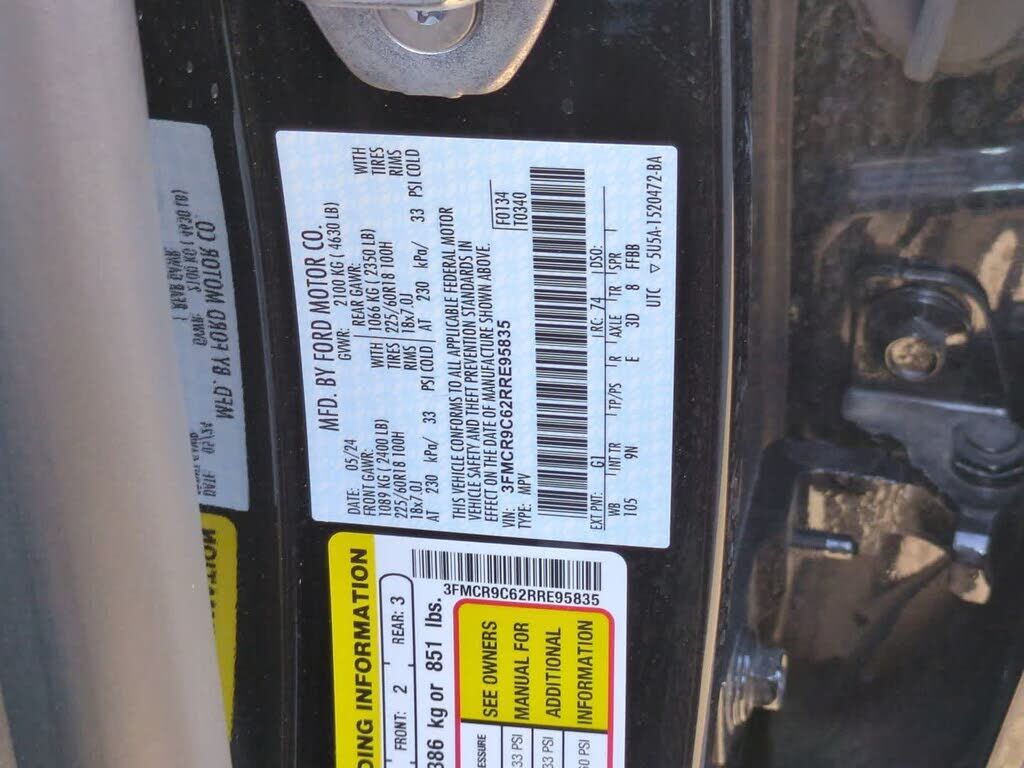 MFD. BY FORD MOTOR CO.
DATE: 05/24 GVWR: 2100 KG ( 4630 LB)
FRONT GAWR: REAR GAWR:
1089 KG ( 2400 LB) WITH 1066 KG ( 2350 LB) WITH
225/60R18 100H TIRES 225/60R18 100H TIRES
18x7.0J RIMS 18x7.0J RIMS
AT 230 kPa/ 33 PSI COLD AT 230 kPa/ 33 PSI COLD
THIS VEHICLE CONFORMS TO ALL APPLICABLE FEDERAL MOTOR
VEHICLE SAFETY AND THEFT PREVENTION STANDARDS IN
EFFECT ON THE DATE OF MANUFACTURE SHOWN ABOVE.
VIN: 3FMCR9C62RRE95835 F0134
TYPE: MPV T0340
EXT PNT: G1 RC: 74 DSO:
WB INT TR TP/PS R AXLE TR SPR
105 9N E 3D 8 FFBB
UTC ▽ 5U5A-1520472-BA
DING INFORMATION
FRONT: 2 REAR: 3
386 kg or 851 lbs.
3FMCR9C62RRE95835
PRESSURE
33 PSI
33 PSI
60 PSI
SEE OWNERS
MANUAL FOR
ADDITIONAL
INFORMATION